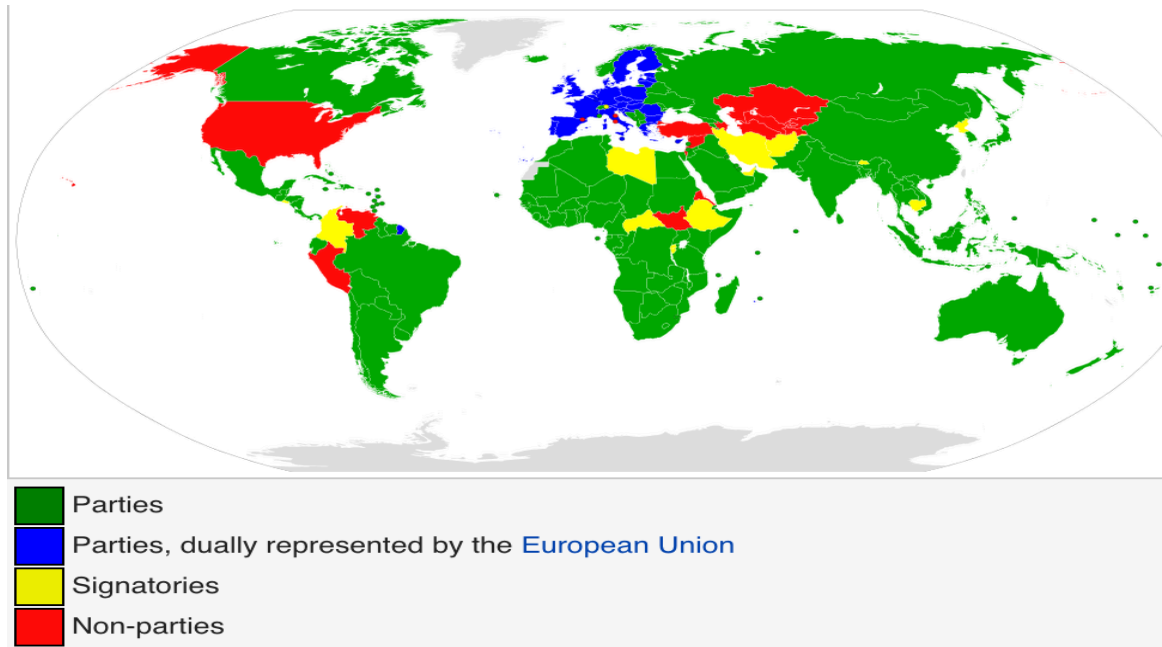 Parties
Parties, dually represented by the European Union
Signatories
Non-parties